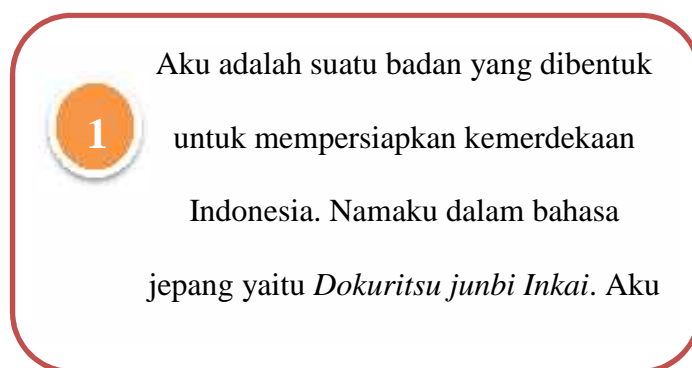 Aku adalah suatu badan yang dibentuk
1
untuk mempersiapkan kemerdekaan
Indonesia. Namaku dalam bahasa
jepang yaitu Dokuritsu junbi Inkai. Aku